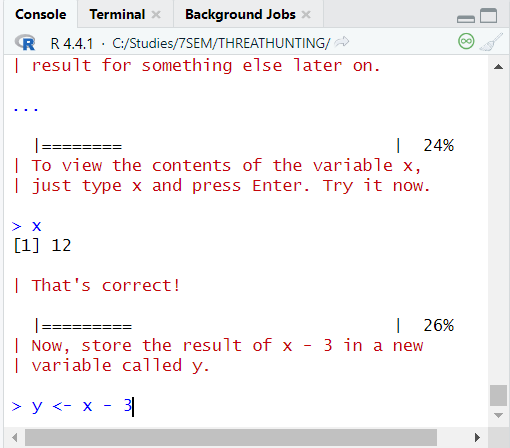 Console Terminal × Background Jobs ×
R 4.4.1 · C:/Studies/7SEM/THREATHUNTING/
| result for something else later on.
...
|======== | 24%
| To view the contents of the variable x,
| just type x and press Enter. Try it now.
> x
[1] 12
| That's correct!
|========= | 26%
| Now, store the result of x - 3 in a new
| variable called y.
> y <- x - 3